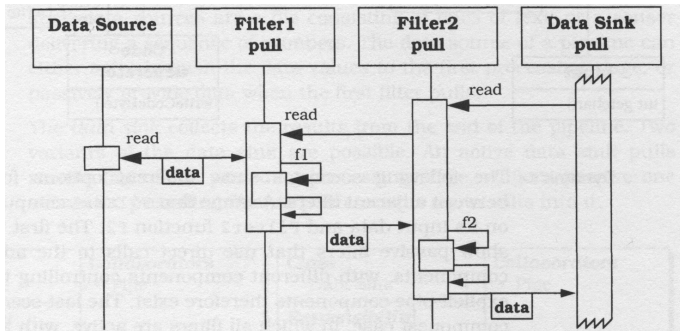 Data Source
Filter1
pull
Filter2
pull
Data Sink
pull
read
read
read
data
f1
data
f2
data